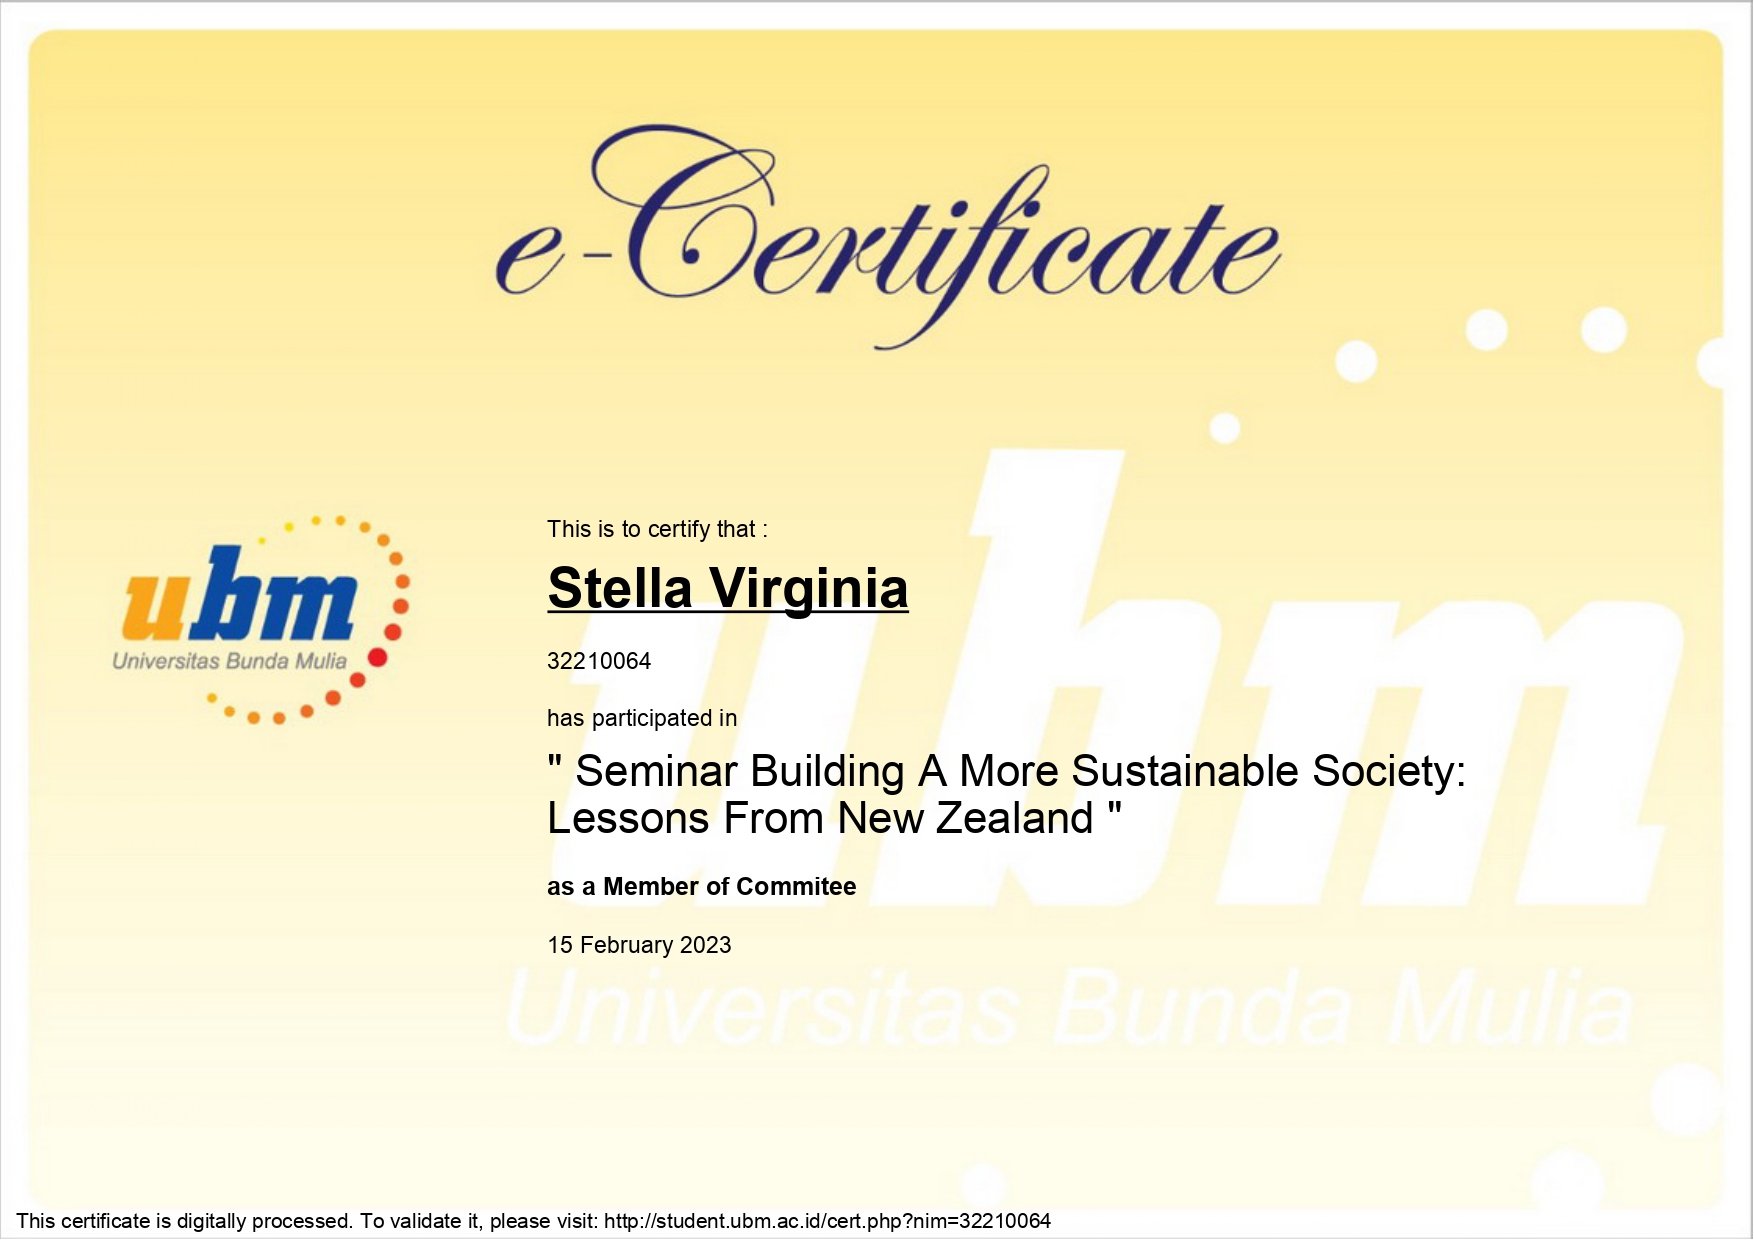 e-Certificate
ubm
Universitas Bunda Mulia
This is to certify that :
Stella Virginia
32210064
has participated in
" Seminar Building A More Sustainable Society:
Lessons From New Zealand "
as a Member of Commitee
15 February 2023
ubm
Universitas Bunda Mulia
This certificate is digitally processed. To validate it, please visit: http://student.ubm.ac.id/cert.php?nim=32210064